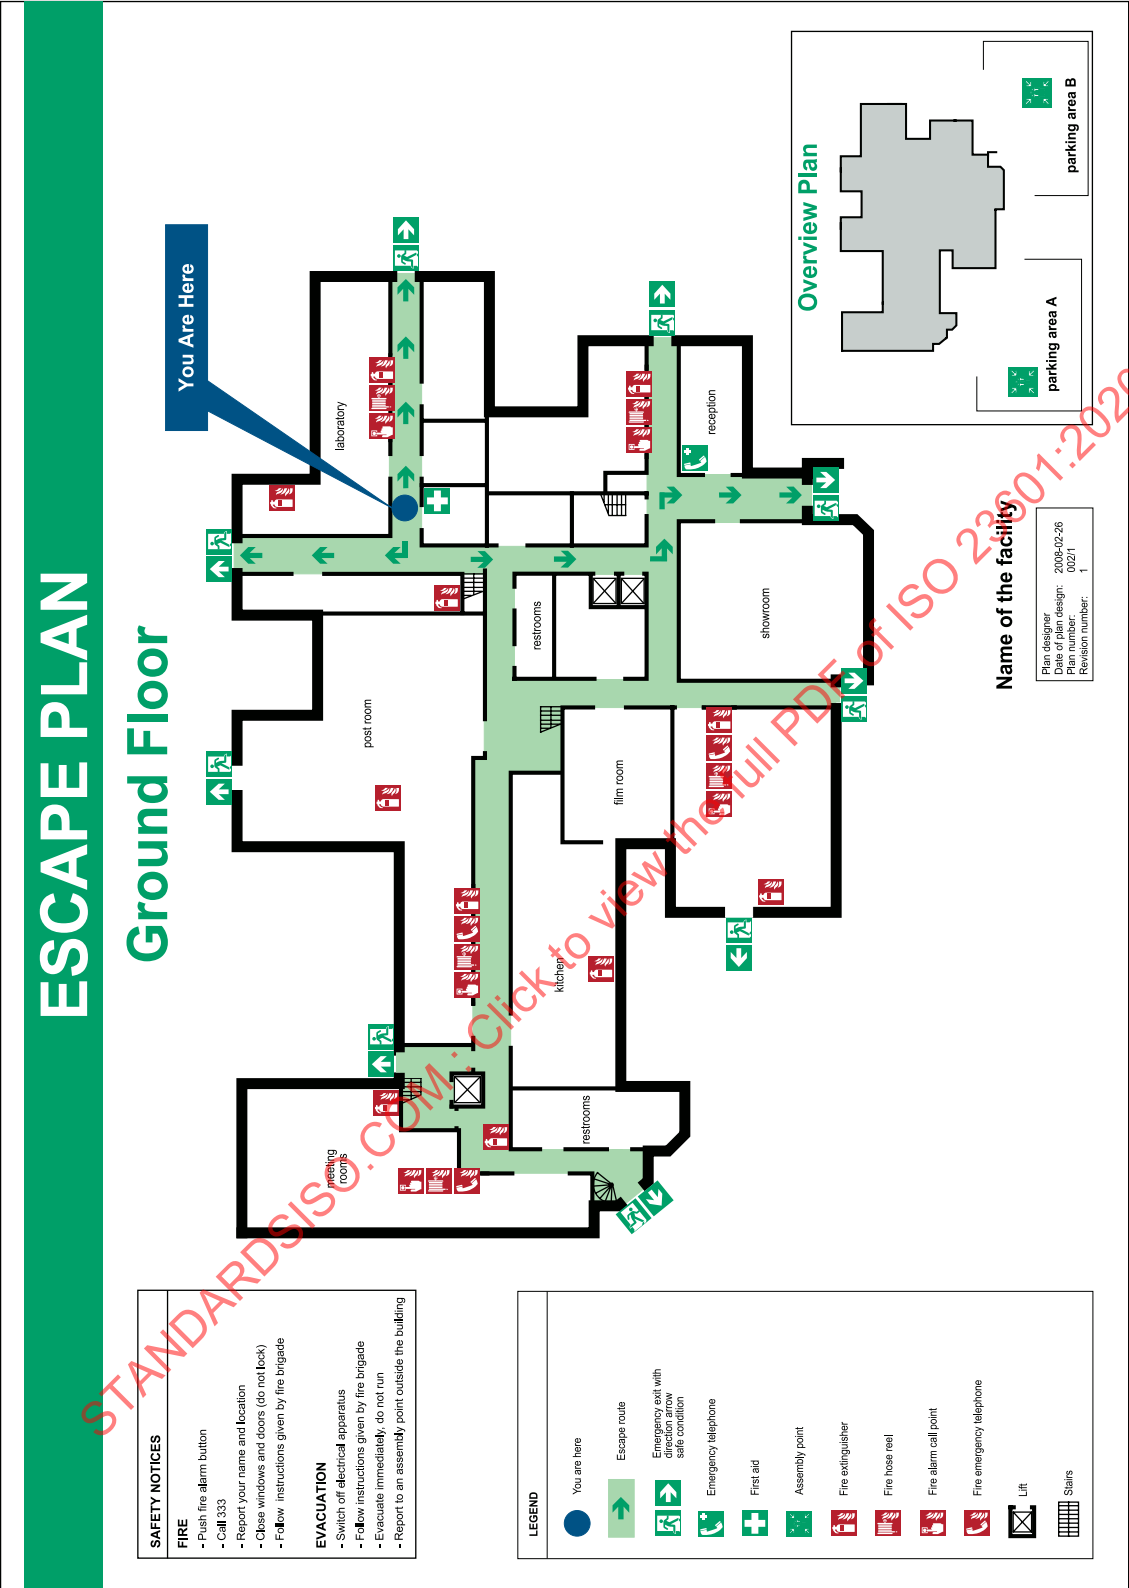 ESCAPE PLAN
Ground Floor
SAFETY NOTICES
FIRE
- Push fire alarm button
- Call 333
- Report your name and location
- Close windows and doors (do not lock)
- Follow instructions given by fire brigade
EVACUATION
- Switch off electrical apparatus
- Follow instructions given by fire brigade
- Evacuate immediately, do not run
- Report to an assembly point outside the building
LEGEND
You are here
Escape route
Emergency exit with
direction arrow
safe condition
Emergency telephone
First aid
Assembly point
Fire extinguisher
Fire hose reel
Fire alarm call point
Fire emergency telephone
Lift
Stairs
You Are Here
laboratory
meeting
rooms
post room
restrooms
kitchen
film room
restrooms
showroom
reception
Overview Plan
parking area A
parking area B
Name of the facility
Plan designer
Date of plan design: 2008-02-26
Plan number: 002/1
Revision number: 1
STANDARDSISO.COM : Click to view the full PDF of ISO 23601:2020